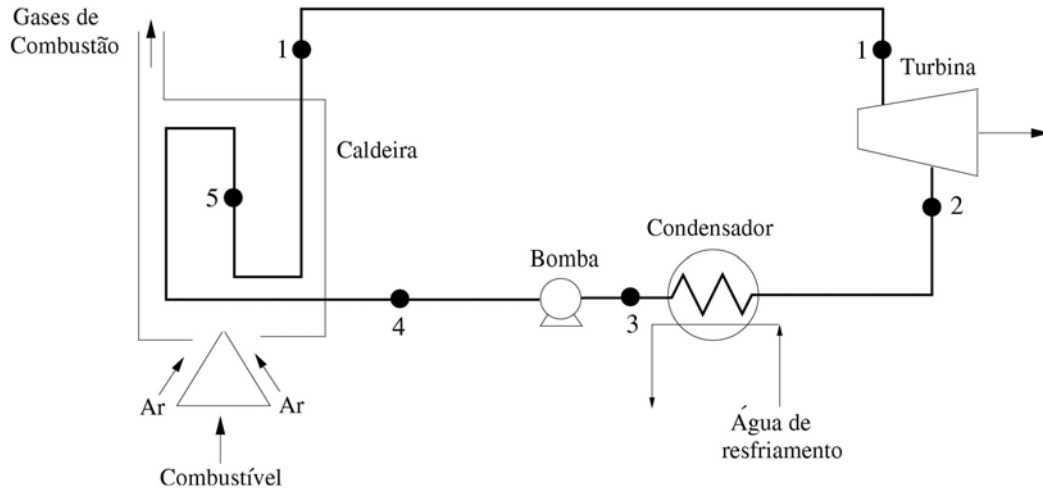 Gases de
Combustão
1
1
Turbina
Caldeira
5
2
Condensador
Bomba
4
3
Ar
Ar
Água de
resfriamento
Combustível